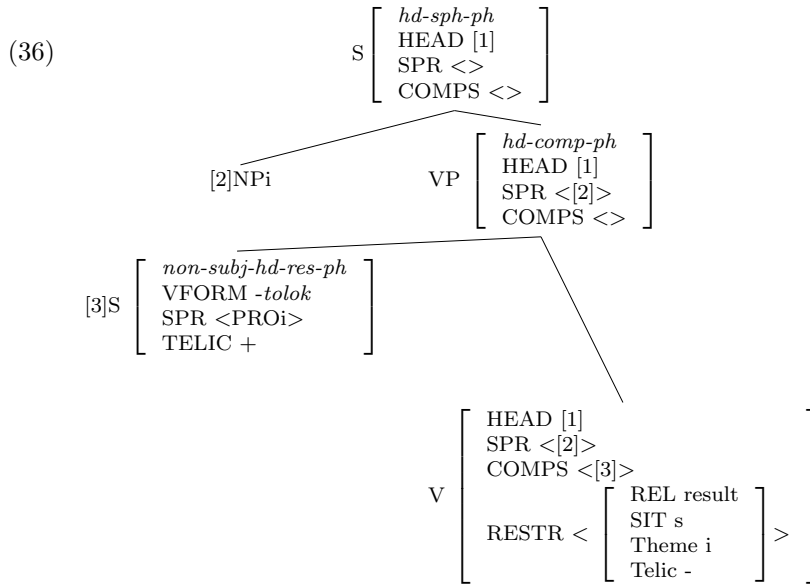 (36)
S
hd-sph-ph
HEAD [1]
SPR <>
COMPS <>
[2]NPi
VP
hd-comp-ph
HEAD [1]
SPR <[2]>
COMPS <>
[3]S
non-subj-hd-res-ph
VFORM -tolok
SPR <PROi>
TELIC +
V
HEAD [1]
SPR <[2]>
COMPS <[3]>
RESTR <
REL result
SIT s
Theme i
Telic -
>